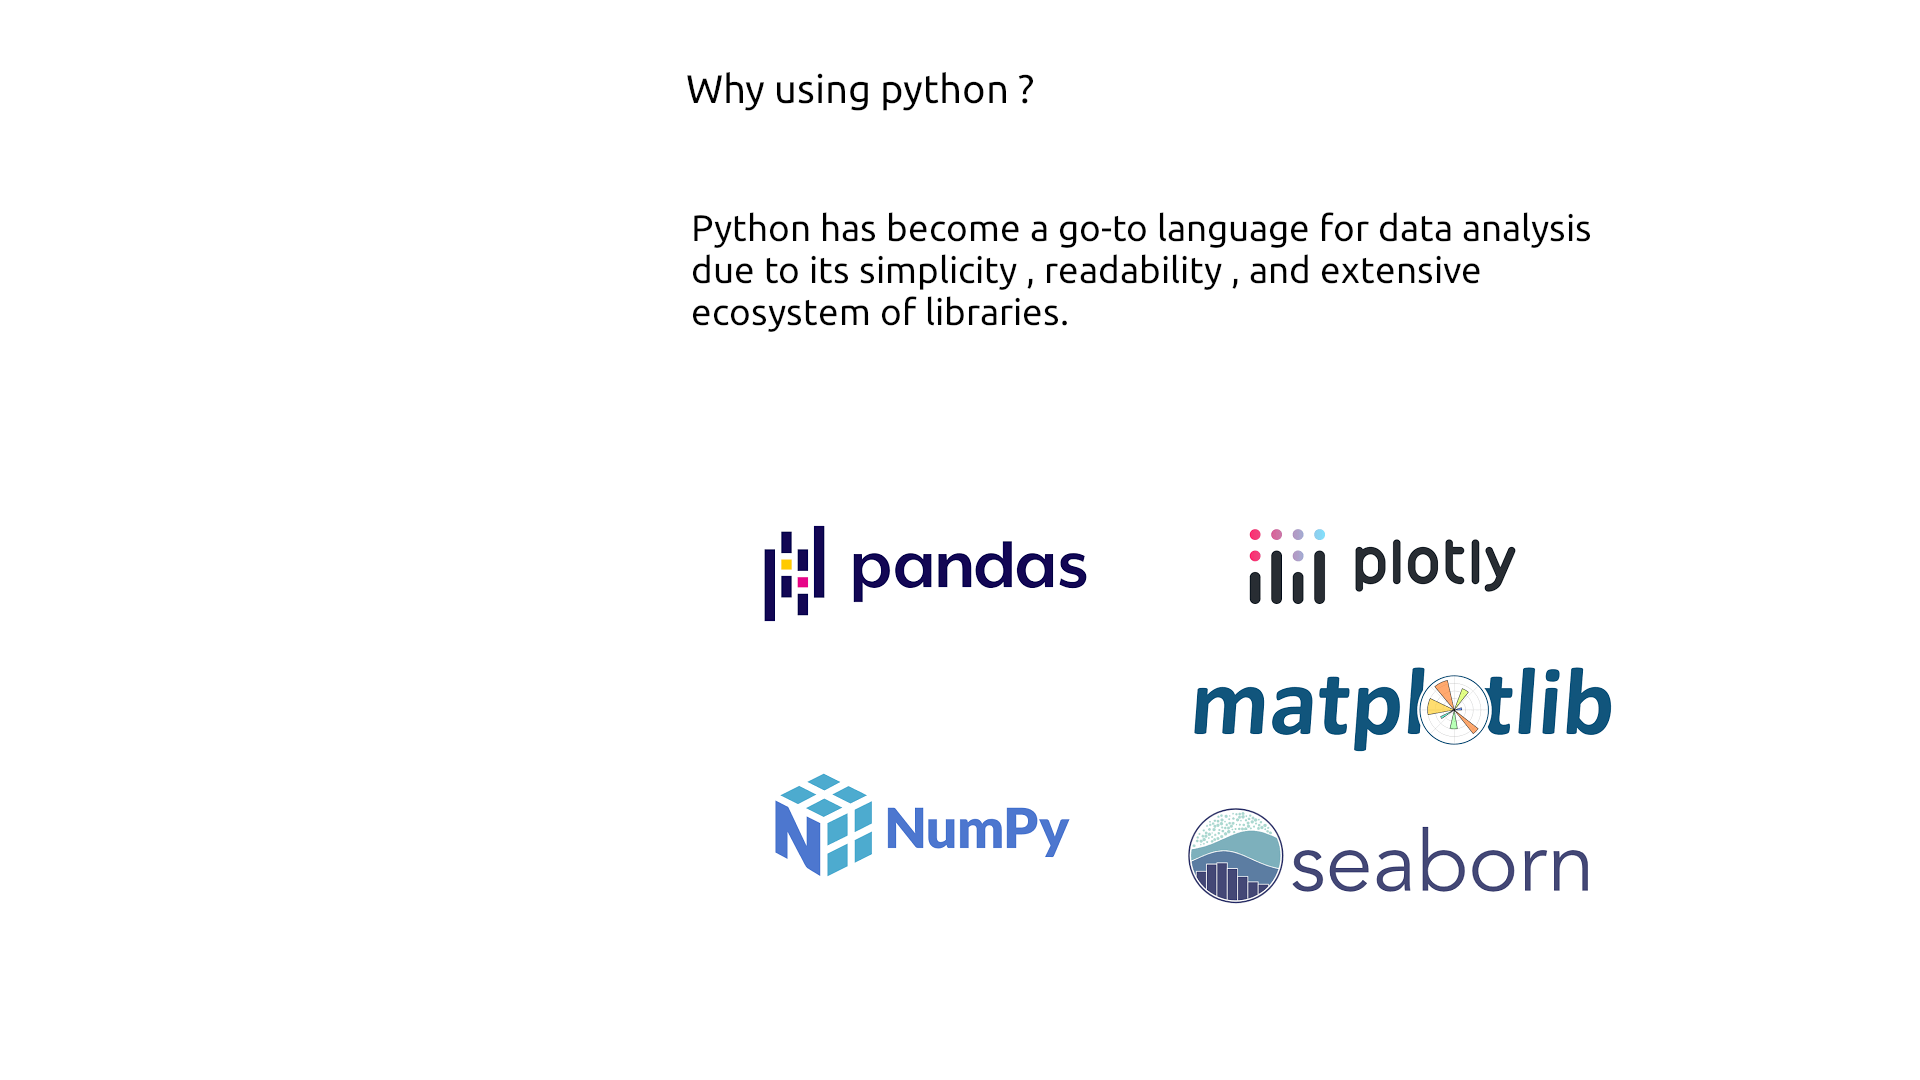 Why using python ?
Python has become a go-to language for data analysis
due to its simplicity , readability , and extensive
ecosystem of libraries.
pandas
plotly
matplotlib
NumPy
seaborn